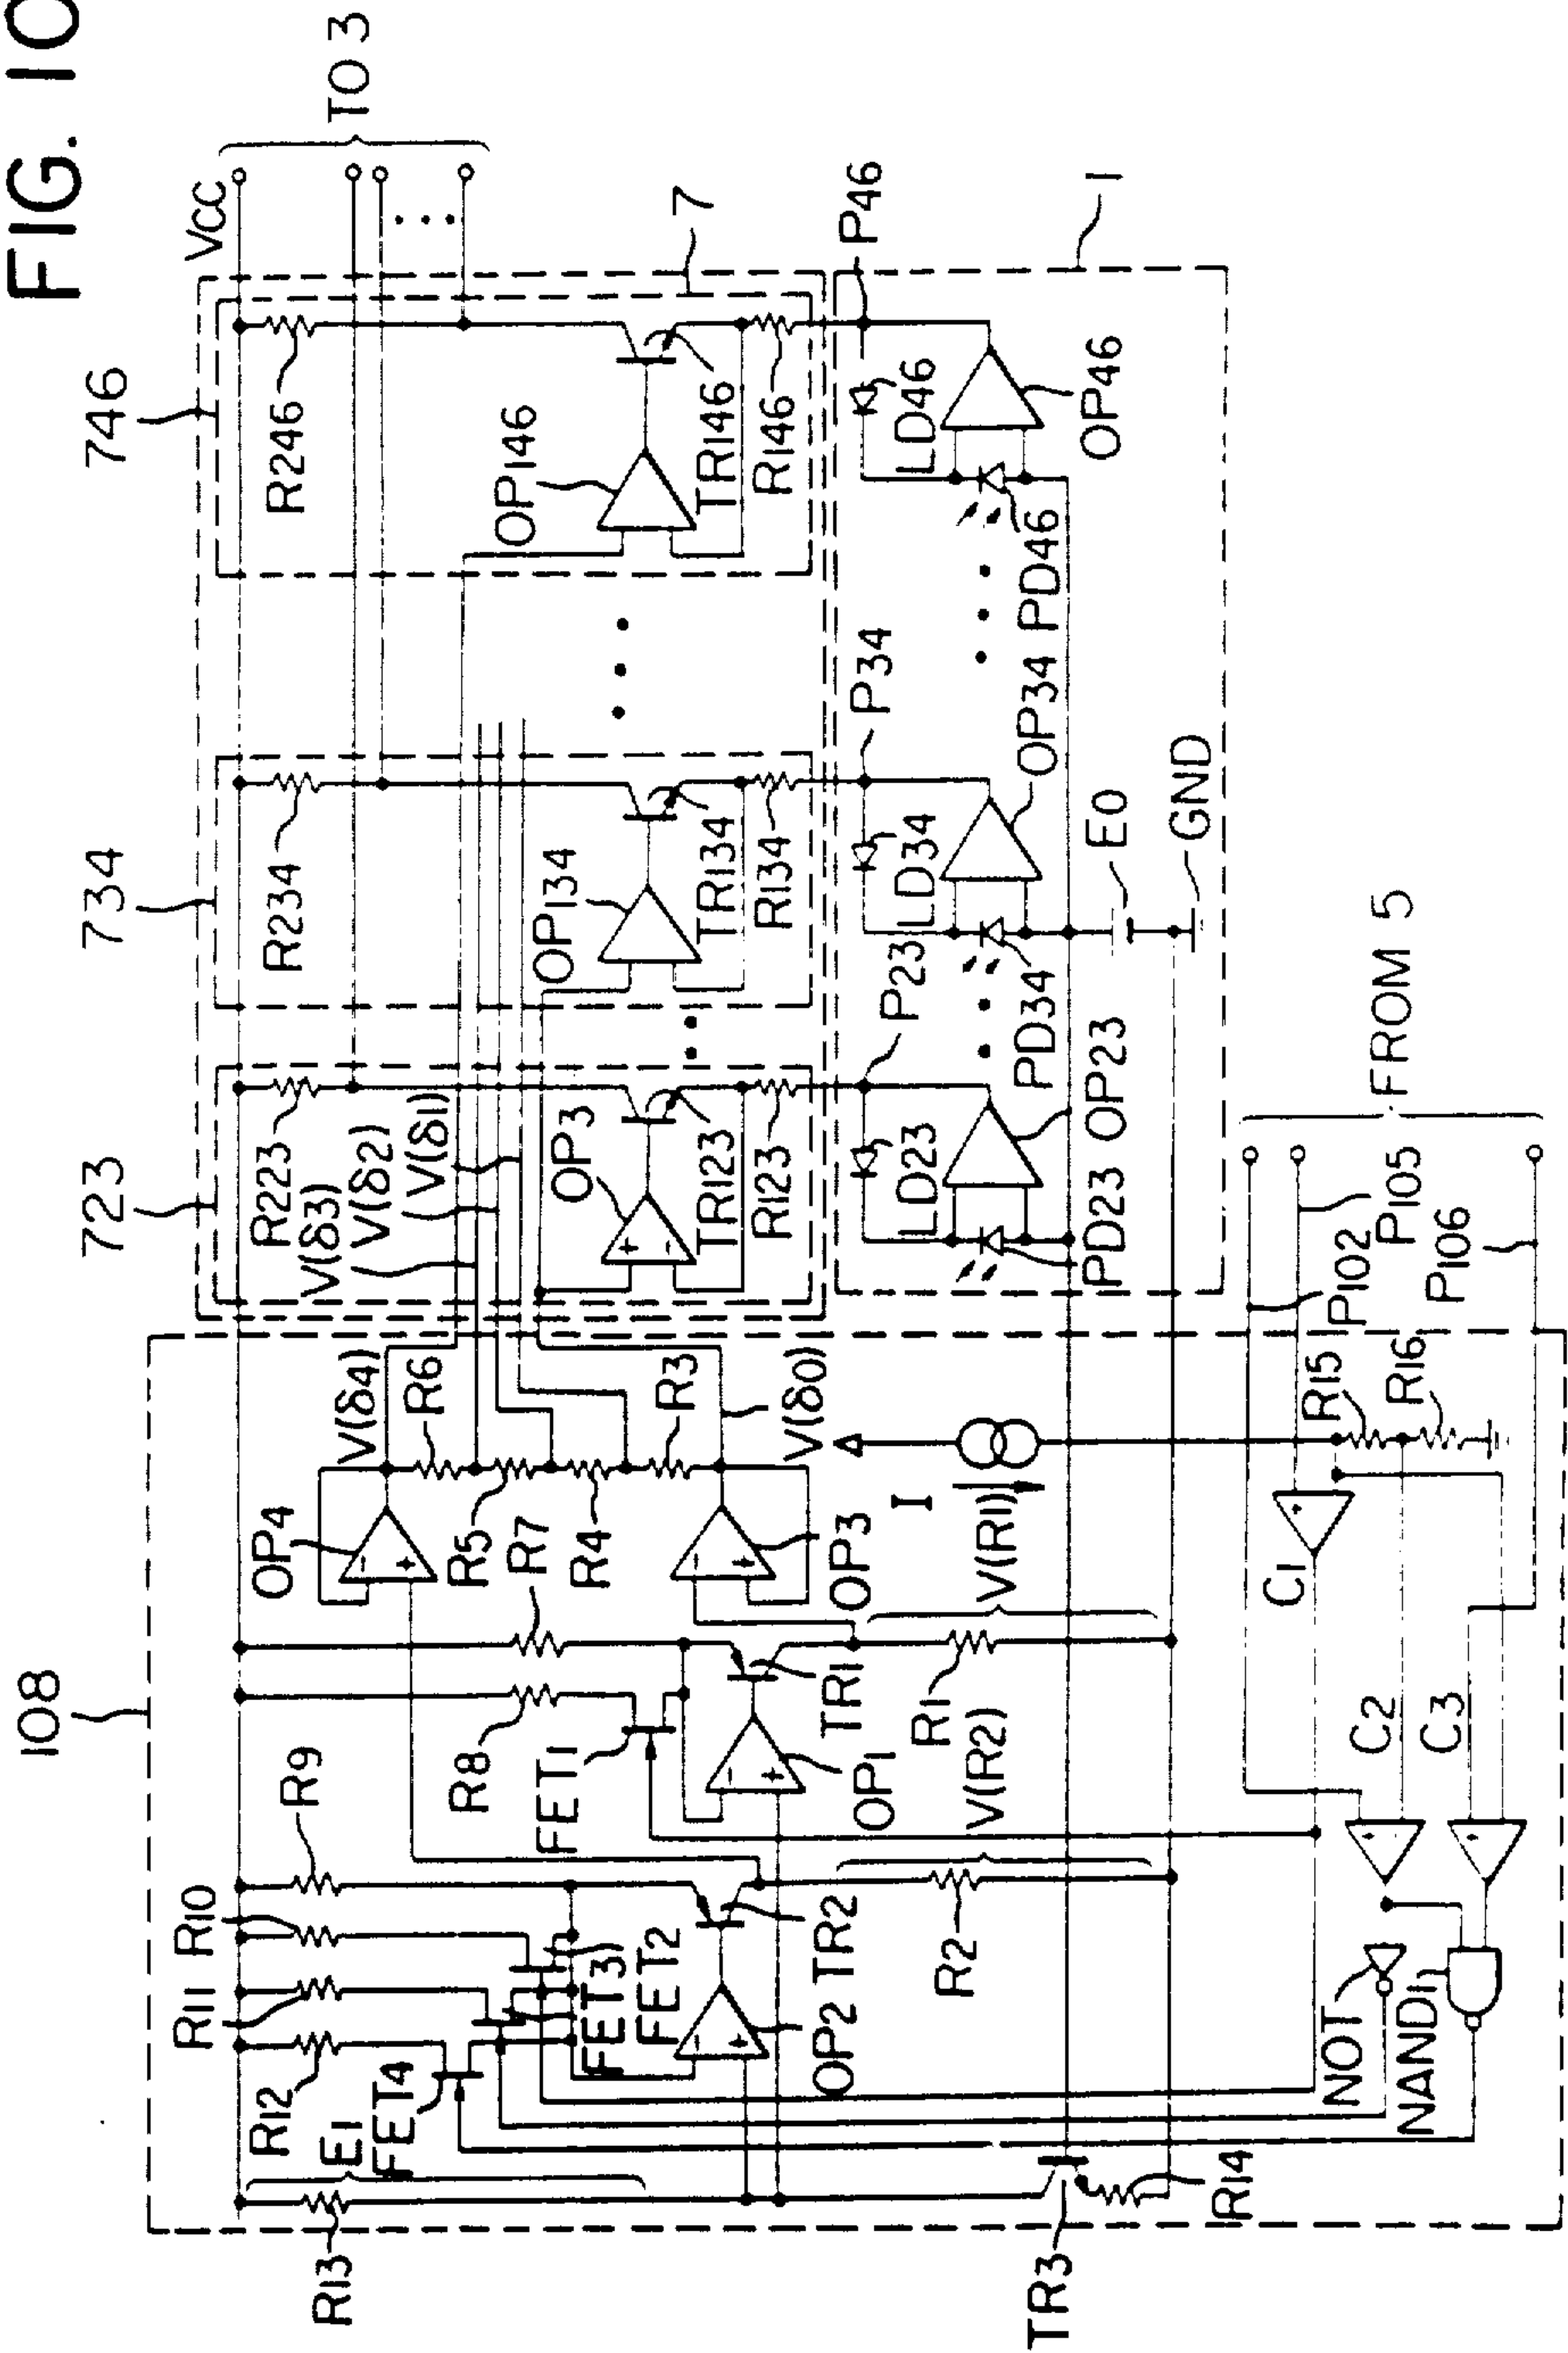 FIG. 10
TO 3
VCC
746
734
723
108
7
1
R246
OP146
TR146
R146
P46
LD46
OP46
PD46
R234
OP134
TR134
R134
P34
LD34
OP34
PD34
R223
V(δ3)
V(δ2)
V(δ1)
OP3
TR123
R123
P23
LD23
OP23
PD23
E0
GND
FROM 5
P102
P105
P106
V(δ4)
R6
OP4
R5
R7
R4
R3
V(δ0)
OP3
I
V(R1)
R15
R16
C1
C2
C3
R8
FET1
TR1
R1
OP1
V(R2)
R9
R10
R11
R12
FET3
FET2
FET4
E1
OP2
TR2
R2
NOT
NAND1
R13
TR3
R14